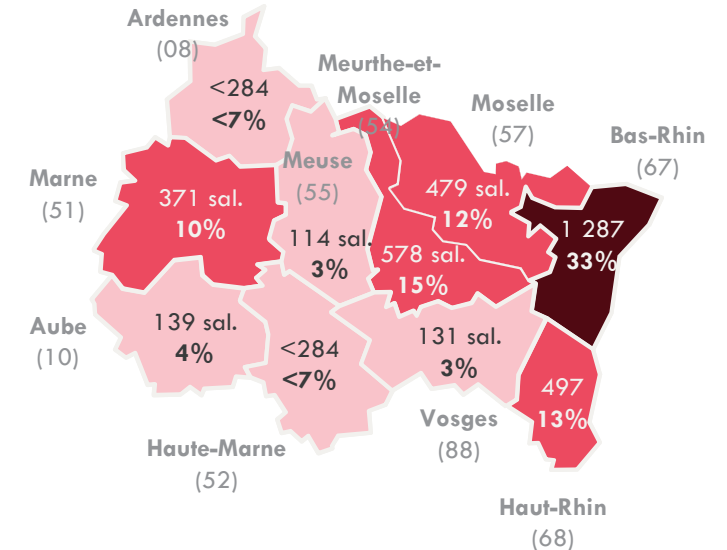 Ardennes
(08)
<284
<7%
Meurthe-et-
Moselle
(54)
Moselle
(57)
Bas-Rhin
(67)
Marne
(51)
371 sal.
10%
Meuse
(55)
114 sal.
3%
479 sal.
12%
578 sal.
15%
1 287
33%
Aube
(10)
139 sal.
4%
<284
<7%
131 sal.
3%
497
13%
Haute-Marne
(52)
Vosges
(88)
Haut-Rhin
(68)